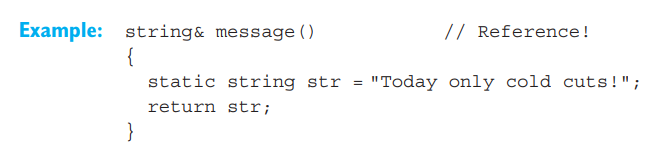 Example: string& message() // Reference!
{
static string str = "Today only cold cuts!";
return str;
}